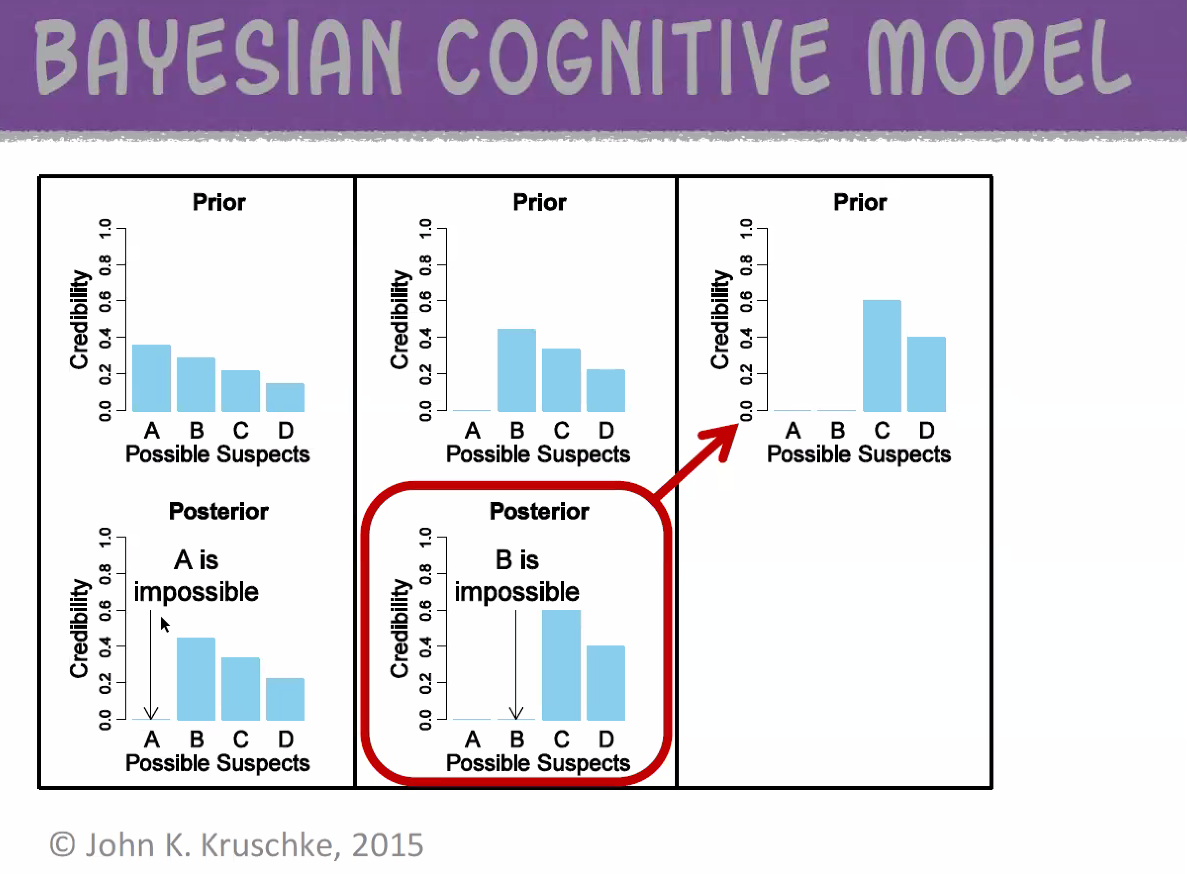 BAYESIAN COGNITIVE MODEL
Prior
Credibility
0.0 0.2 0.4 0.6 0.8 1.0
A B C D
Possible Suspects
Prior
Credibility
0.0 0.2 0.4 0.6 0.8 1.0
A B C D
Possible Suspects
Prior
Credibility
0.0 0.2 0.4 0.6 0.8 1.0
A B C D
Possible Suspects
Posterior
A is
impossible
Credibility
0.0 0.2 0.4 0.6 0.8 1.0
A B C D
Possible Suspects
Posterior
B is
impossible
Credibility
0.0 0.2 0.4 0.6 0.8 1.0
A B C D
Possible Suspects
© John K. Kruschke, 2015